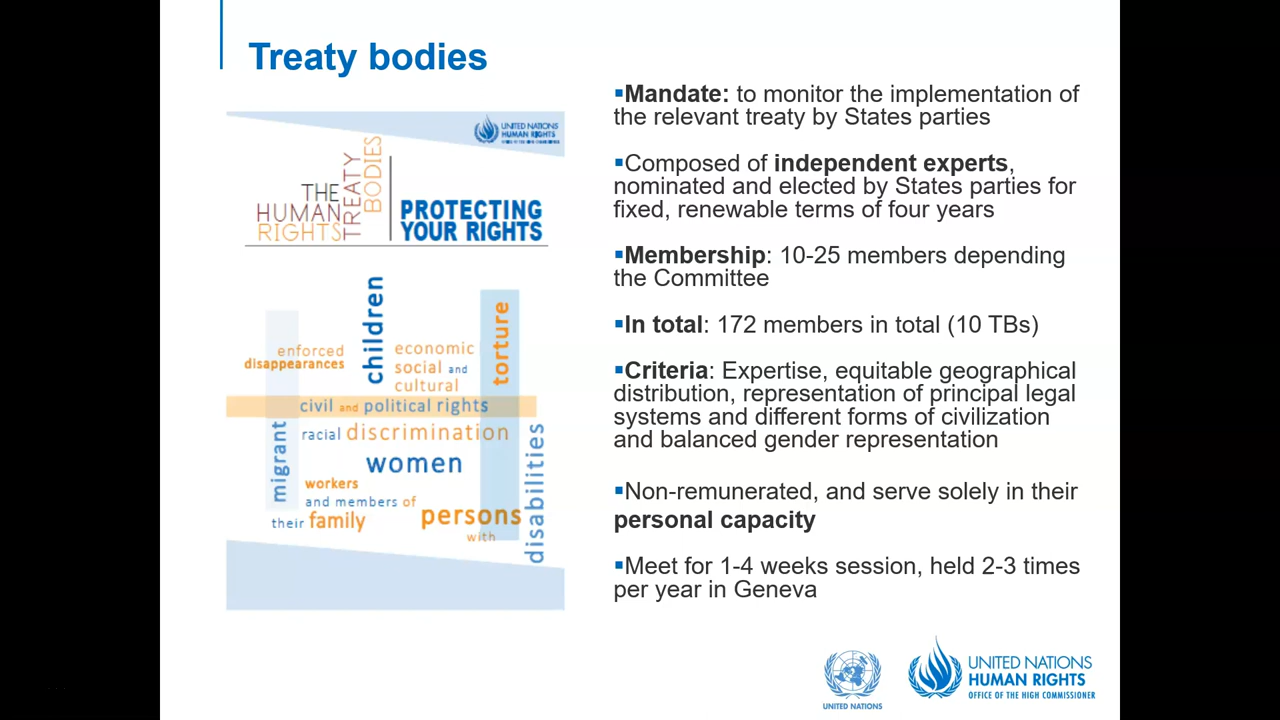 Treaty bodies
UNITED NATIONS
HUMAN RIGHTS
THE
HUMAN
RIGHTS
TREATY
BODIES
PROTECTING
YOUR RIGHTS
children
torture
enforced
disappearances
economic
social and
cultural
civil and political rights
racial discrimination
migrant
women
disabilities
workers
and members of
their family
persons
with
▪Mandate: to monitor the implementation of
the relevant treaty by States parties
▪Composed of independent experts,
nominated and elected by States parties for
fixed, renewable terms of four years
▪Membership: 10-25 members depending
the Committee
▪In total: 172 members in total (10 TBs)
▪Criteria: Expertise, equitable geographical
distribution, representation of principal legal
systems and different forms of civilization
and balanced gender representation
▪Non-remunerated, and serve solely in their
personal capacity
▪Meet for 1-4 weeks session, held 2-3 times
per year in Geneva
UNITED NATIONS
UNITED NATIONS
HUMAN RIGHTS
OFFICE OF THE HIGH COMMISSIONER